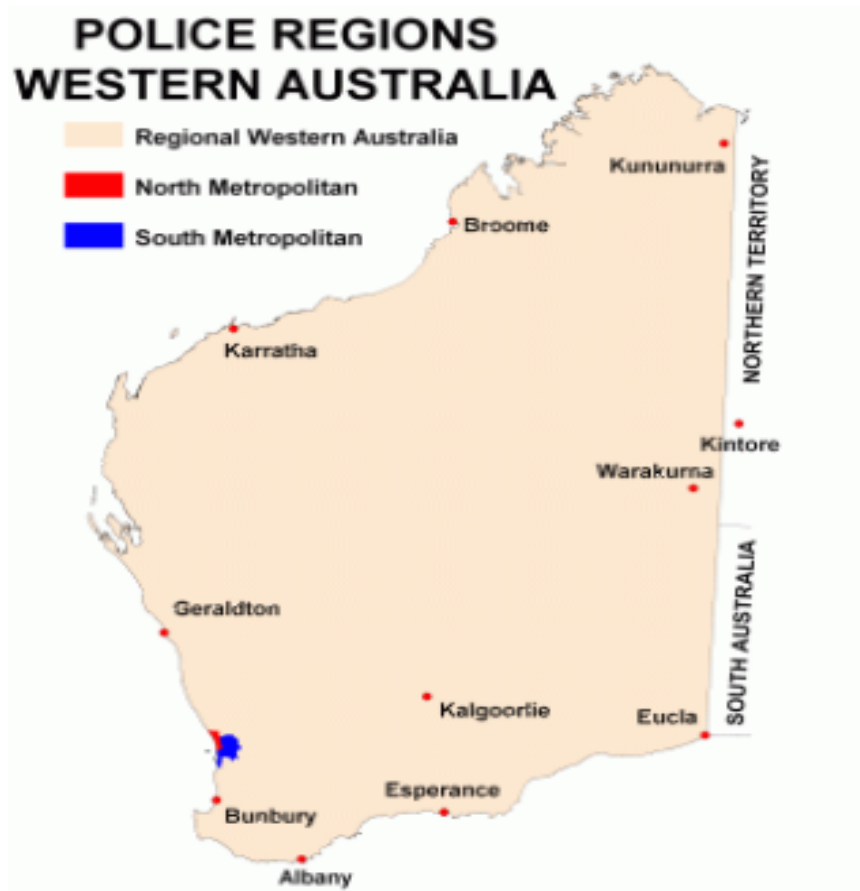 POLICE REGIONS
WESTERN AUSTRALIA
Regional Western Australia
North Metropolitan
South Metropolitan
Kununurra
Broome
NORTHERN TERRITORY
Karratha
Kintore
Warakurna
SOUTH AUSTRALIA
Geraldton
Kalgoorlie
Eucla
Esperance
Bunbury
Albany